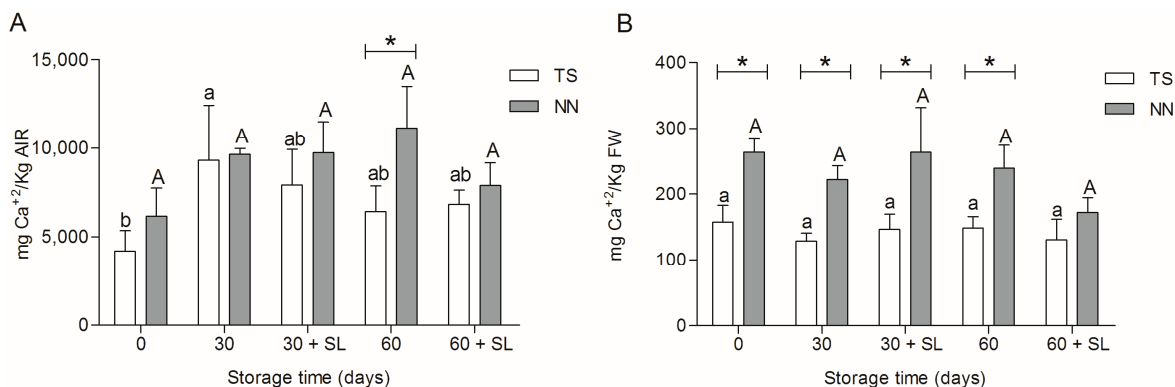 A
mg Ca⁺²/Kg AIR
15,000
10,000
5,000
0
b
A
a
A
ab
A
*
ab
A
ab
A
TS
NN
0
30
30 + SL
60
60 + SL
Storage time (days)
B
mg Ca⁺²/Kg FW
400
300
200
100
0
*
*
*
*
a
A
a
A
a
A
a
A
a
A
TS
NN
0
30
30 + SL
60
60 + SL
Storage time (days)